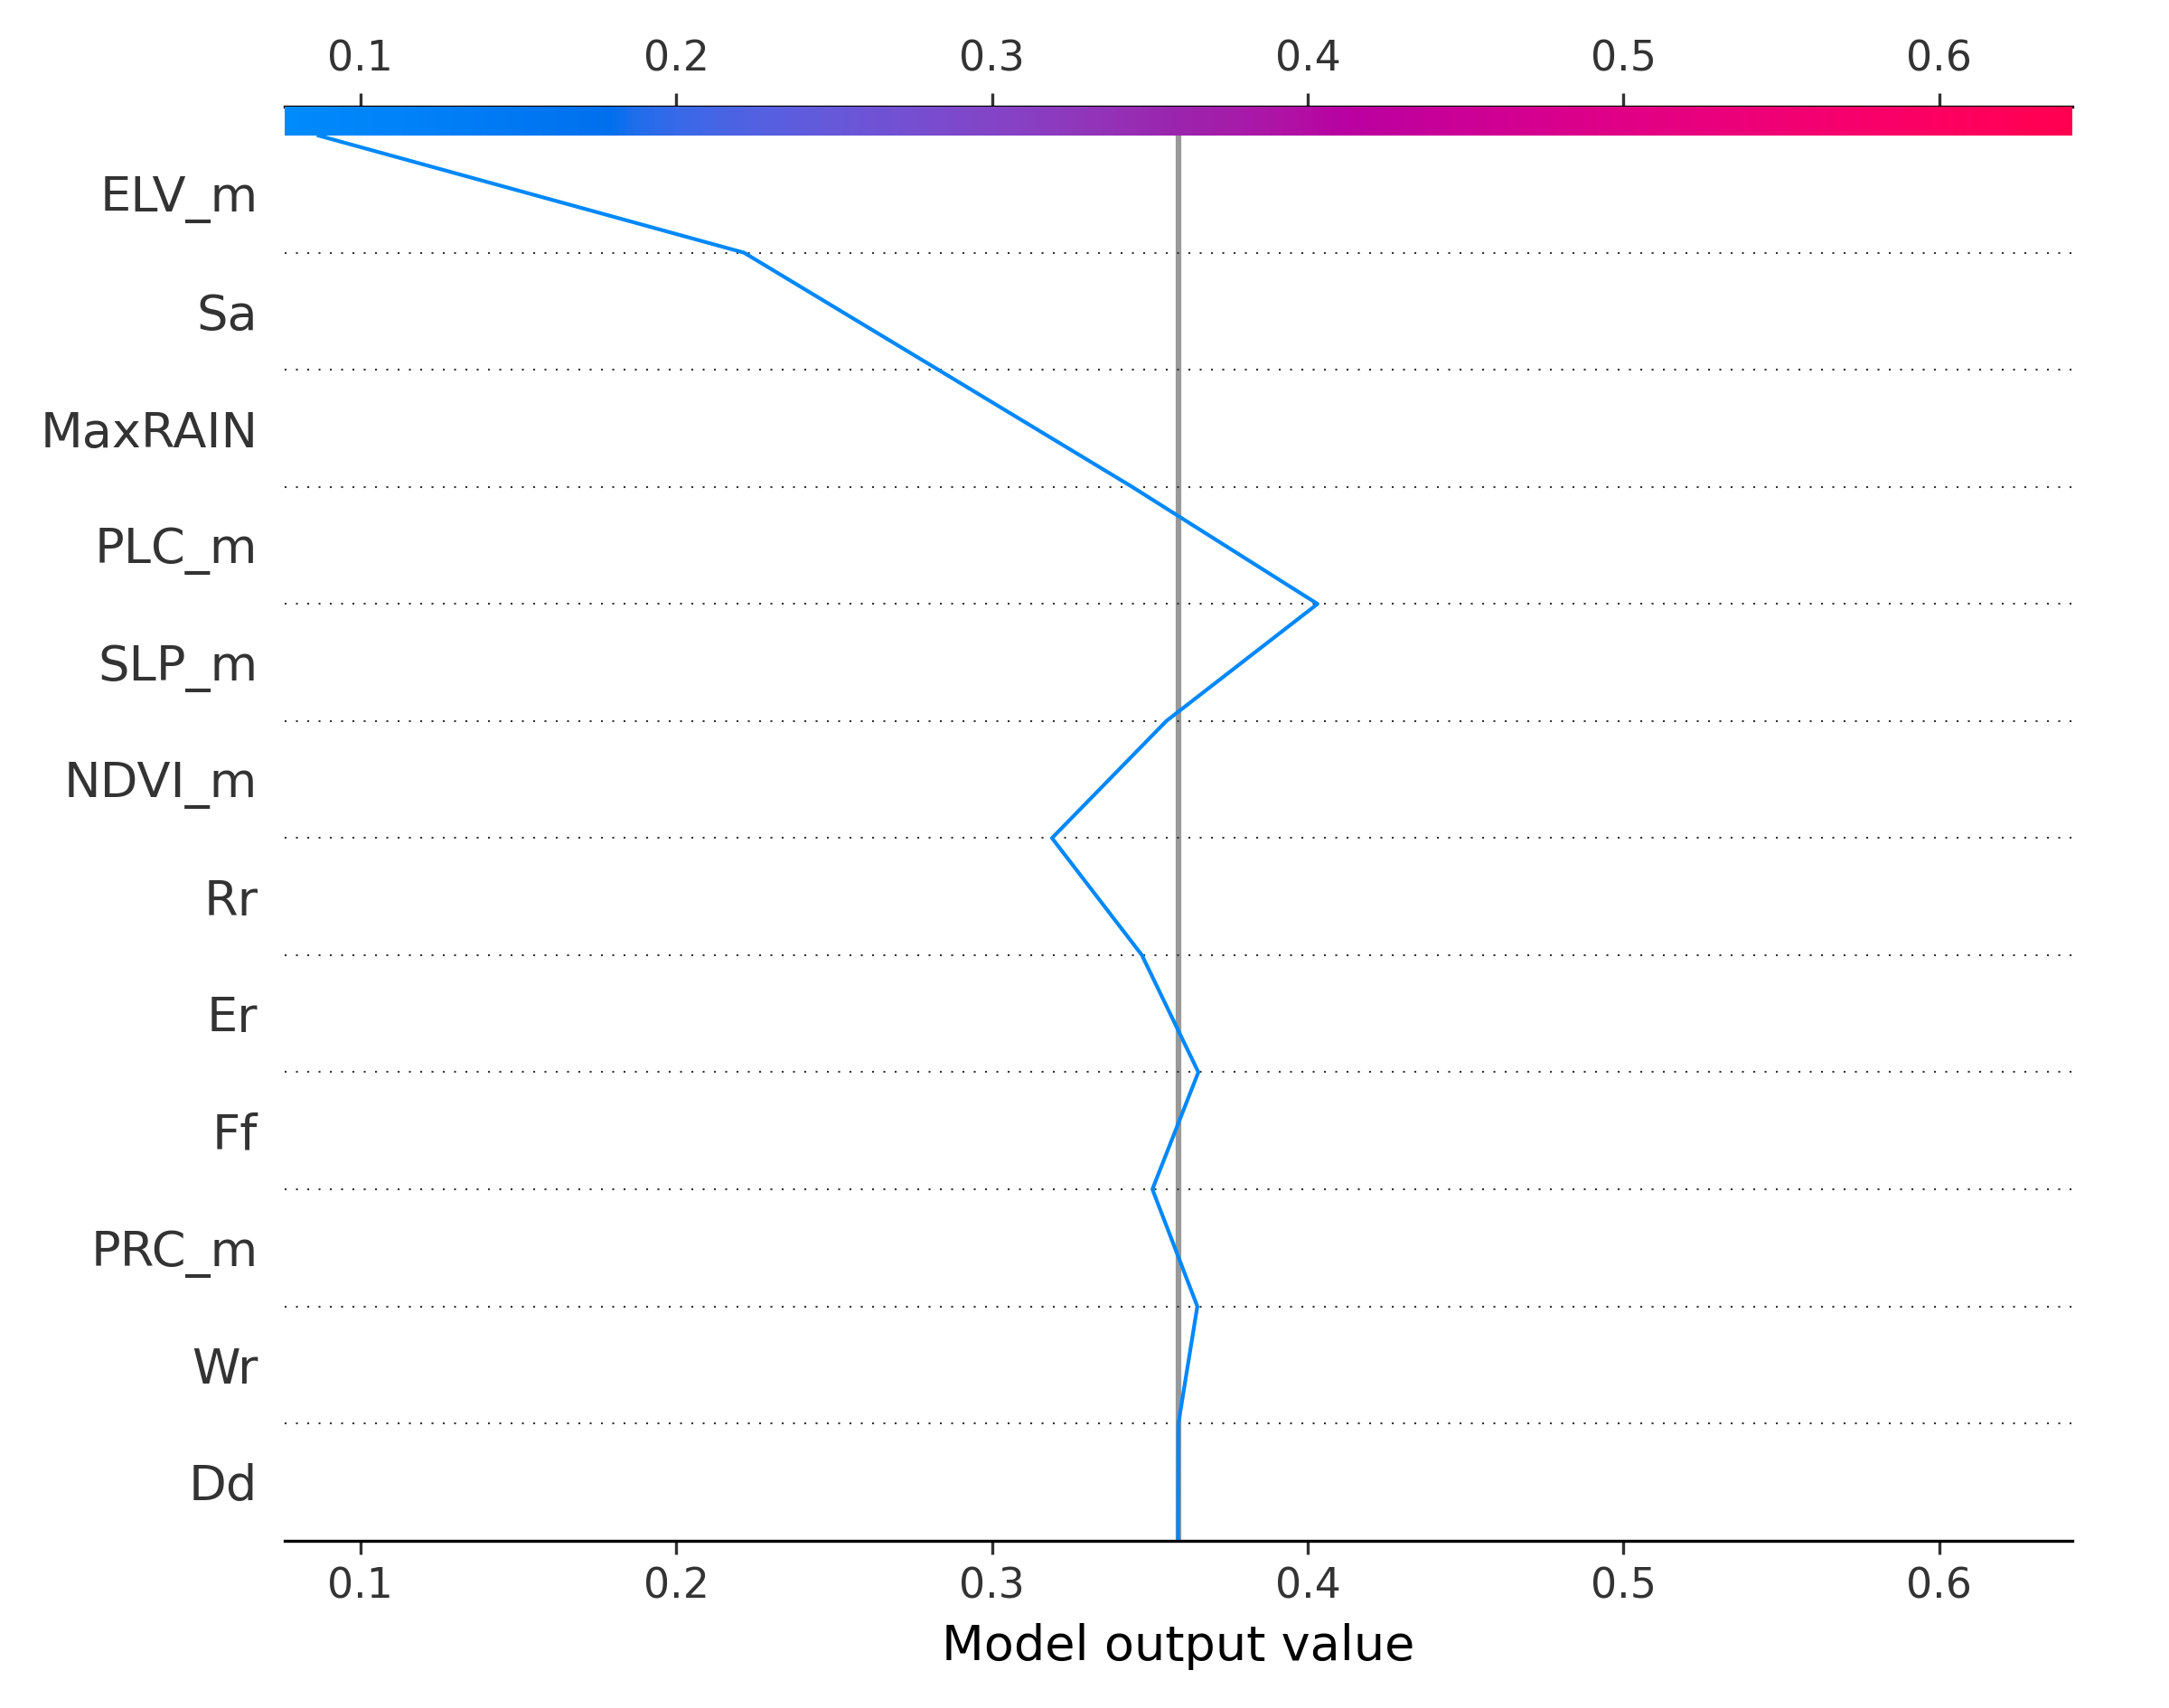 0.1 0.2 0.3 0.4 0.5 0.6
ELV_m
Sa
MaxRAIN
PLC_m
SLP_m
NDVI_m
Rr
Er
Ff
PRC_m
Wr
Dd
0.1 0.2 0.3 0.4 0.5 0.6
Model output value